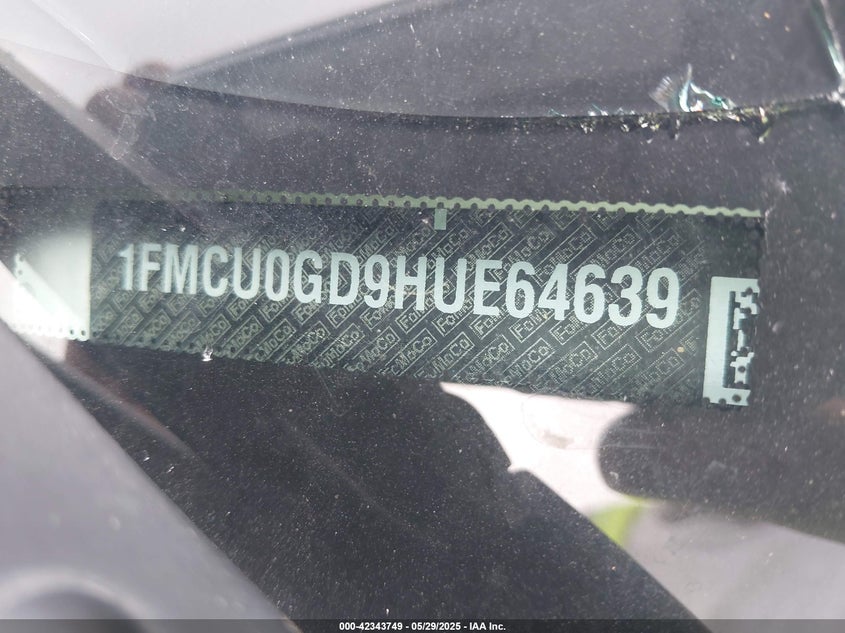 1FMCU0GD9HUE64639
000-42343749 — 05/29/2025 — IAA Inc.